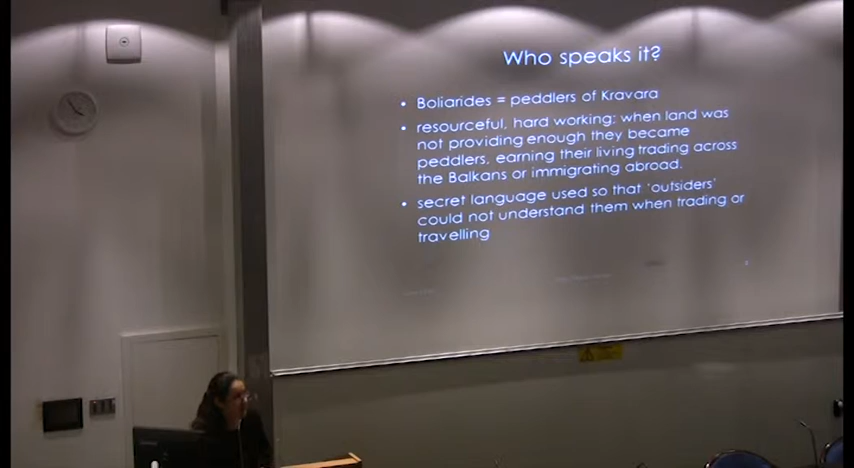 Who speaks it?
• Boliarides = peddlers of Kravara
• resourceful, hard working: when land was
not providing enough they became
peddlers, earning their living trading across
the Balkans or immigrating abroad.
• secret language used so that 'outsiders'
could not understand them when trading or
travelling